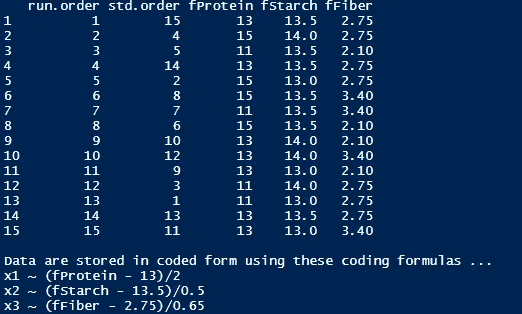 run.order std.order fProtein fStarch fFiber
1 1 15 13 13.5 2.75
2 2 4 15 14.0 2.75
3 3 5 11 13.5 2.10
4 4 14 13 13.5 2.75
5 5 2 15 13.0 2.75
6 6 8 15 13.5 3.40
7 7 7 11 13.5 3.40
8 8 6 15 13.5 2.10
9 9 10 13 14.0 2.10
10 10 12 13 14.0 3.40
11 11 9 13 13.0 2.10
12 12 3 11 14.0 2.75
13 13 1 11 13.0 2.75
14 14 13 13 13.5 2.75
15 15 11 13 13.0 3.40
Data are stored in coded form using these coding formulas ...
x1 ~ (fProtein - 13)/2
x2 ~ (fStarch - 13.5)/0.5
x3 ~ (fFiber - 2.75)/0.65